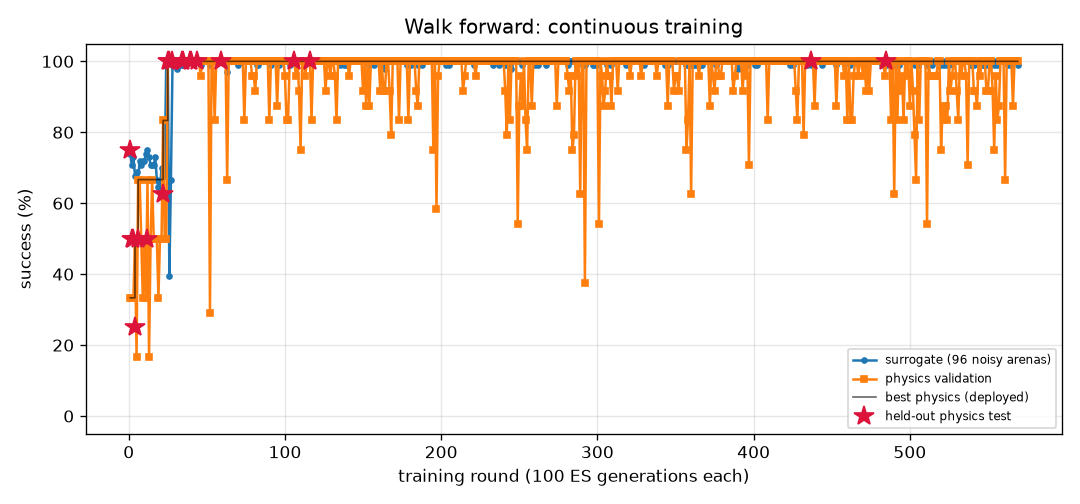 Walk forward: continuous training
success (%)
100
80
60
40
20
0
surrogate (96 noisy arenas)
physics validation
best physics (deployed)
held-out physics test
0 100 200 300 400 500
training round (100 ES generations each)